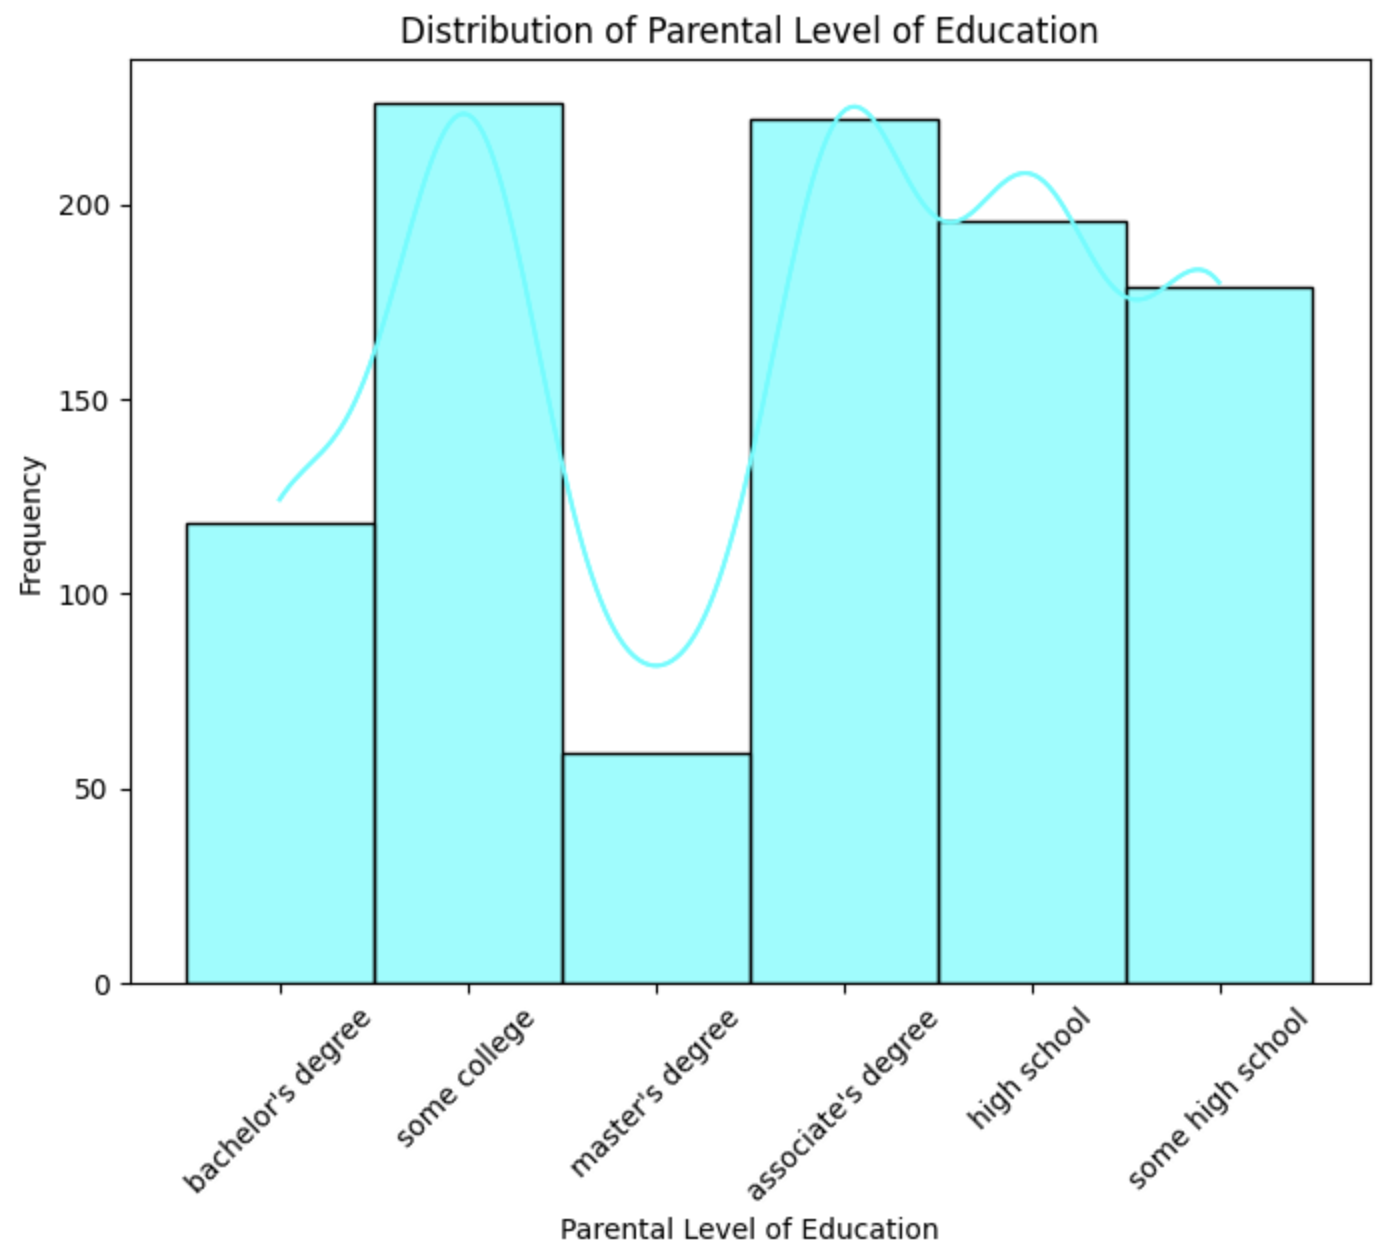 Distribution of Parental Level of Education
Frequency
200
150
100
50
0
bachelor's degree
some college
master's degree
associate's degree
high school
some high school
Parental Level of Education